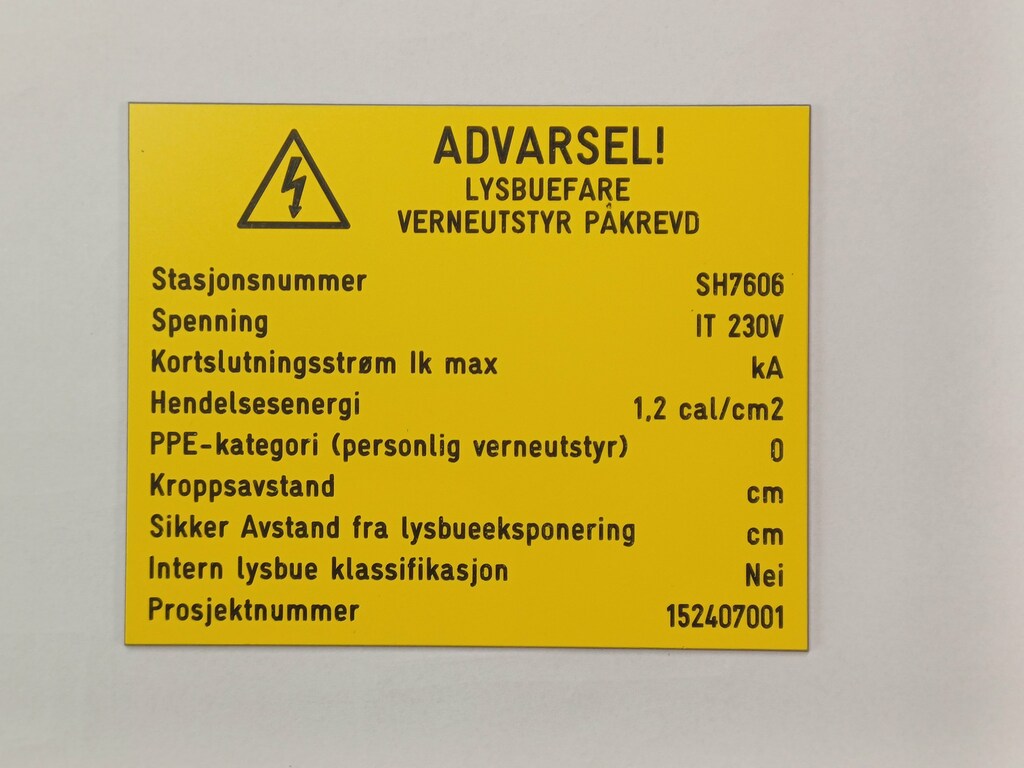 ADVARSEL!
LYSBUEFARE
VERNEUTSTYR PÅKREVD
Stasjonsnummer SH7606
Spenning IT 230V
Kortslutningsstrøm Ik max kA
Hendelsesenergi 1,2 cal/cm2
PPE-kategori (personlig verneutstyr) 0
Kroppsavstand cm
Sikker Avstand fra lysbueeksponering cm
Intern lysbue klassifikasjon Nei
Prosjektnummer 152407001